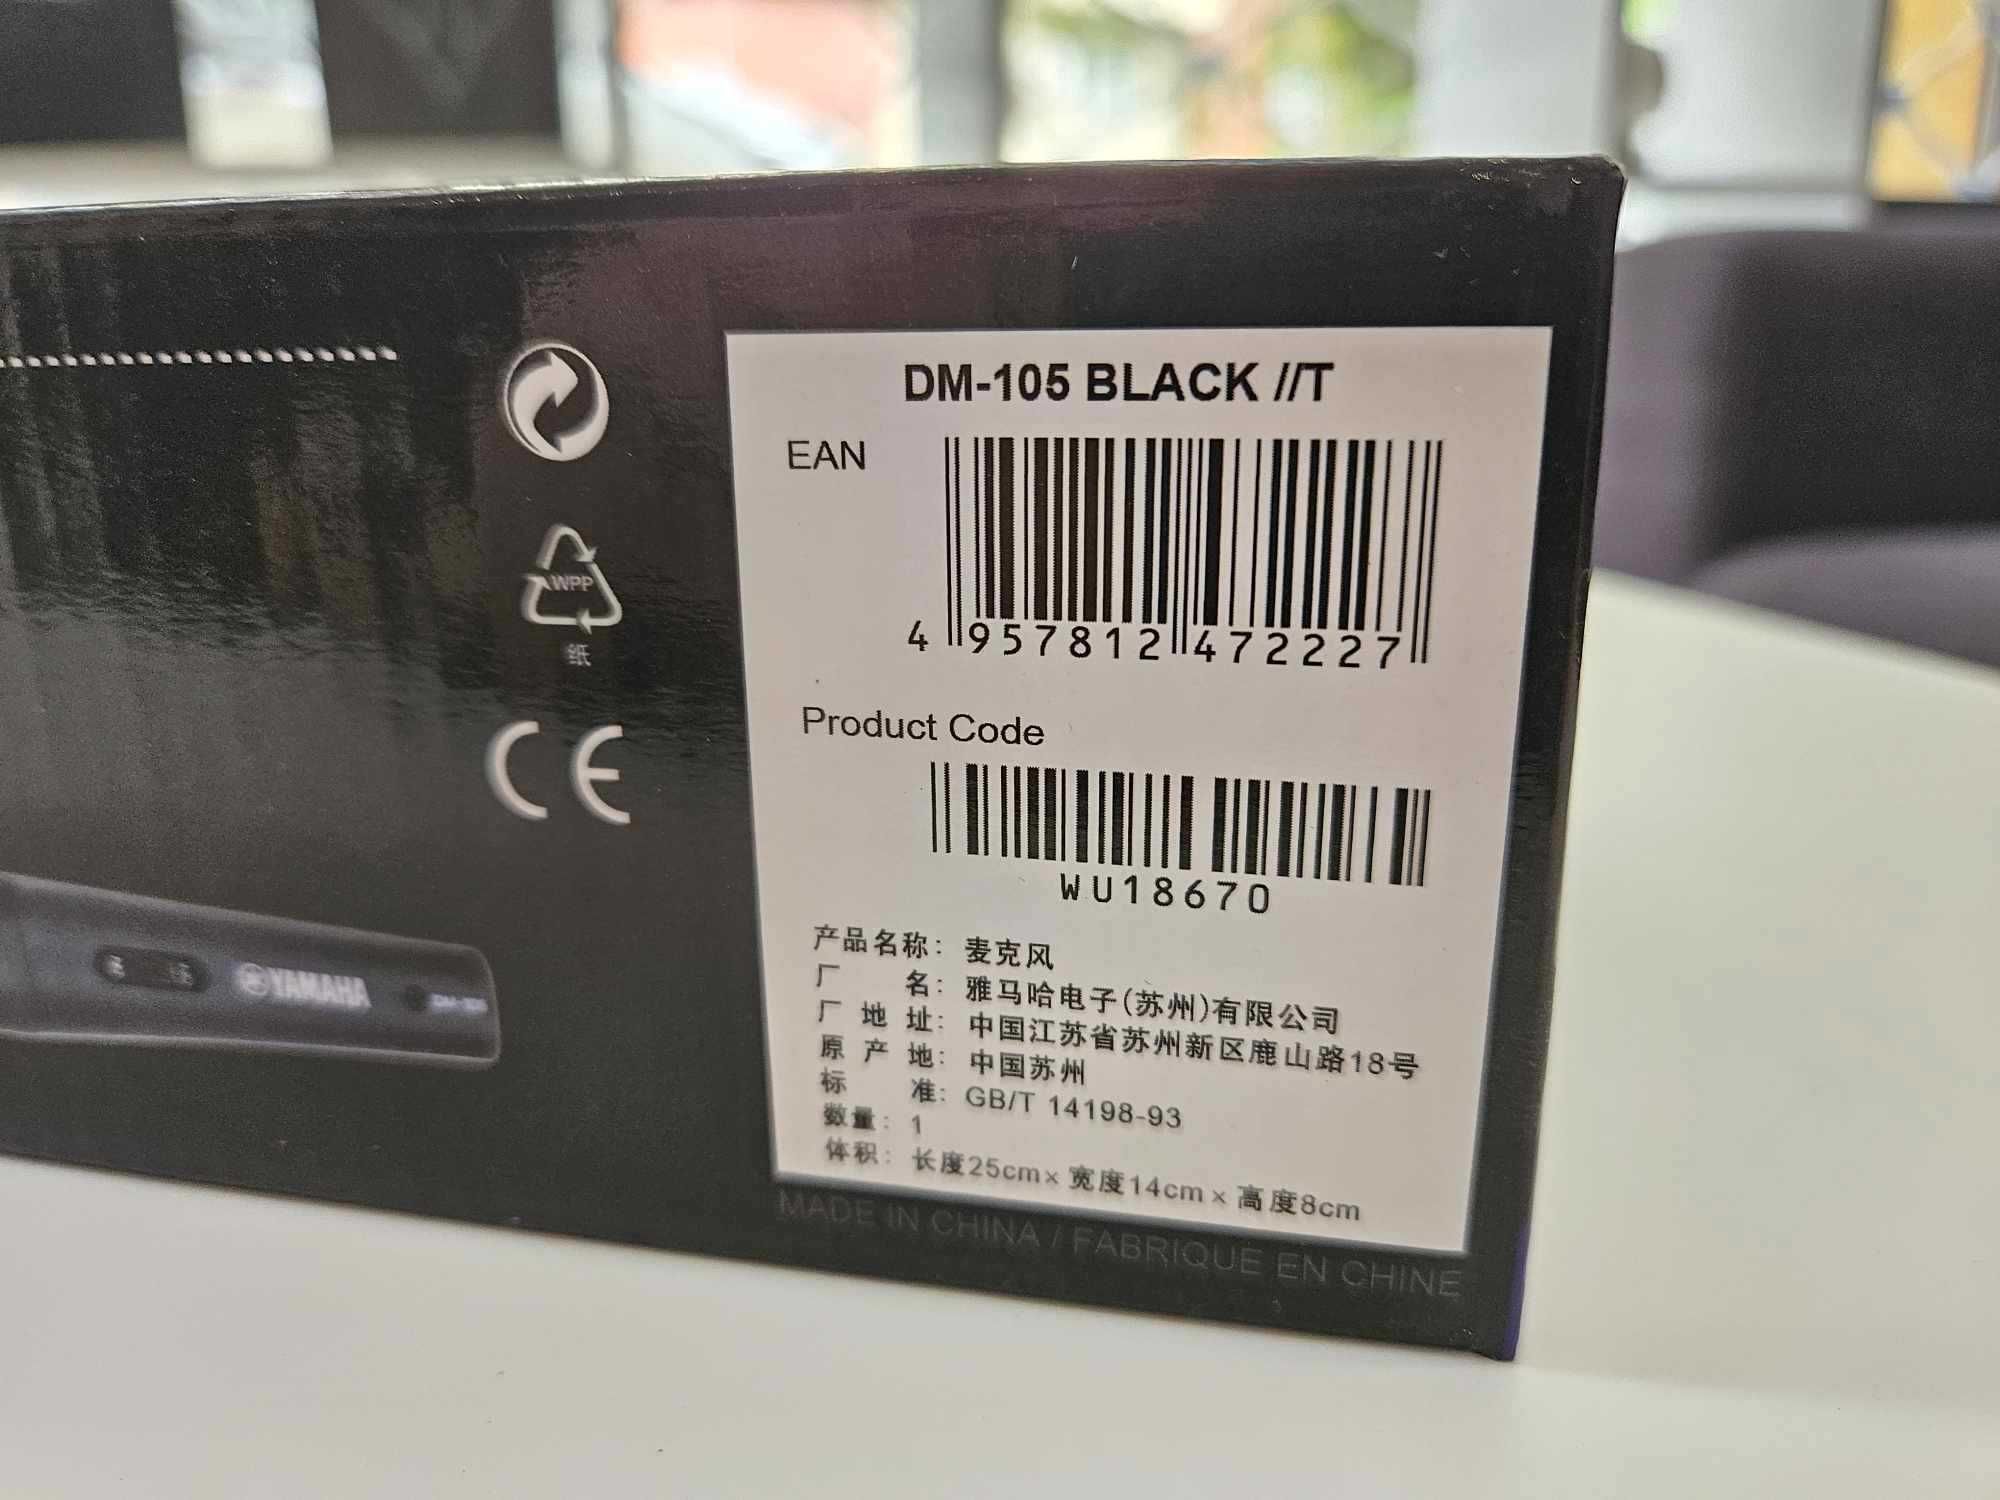 DM-105 BLACK //T
EAN
4 957812 472227
Product Code
WU18670
产品名称：麦克风
厂名：雅马哈电子(苏州)有限公司
厂地址：中国江苏省苏州新区鹿山路18号
原产地：中国苏州
标准：GB/T 14198-93
数量：1
体积：长度25cm×宽度14cm×高度8cm
MADE IN CHINA / FABRIQUE EN CHINE
WPP
纸
CE
YAMAHA
DM-105